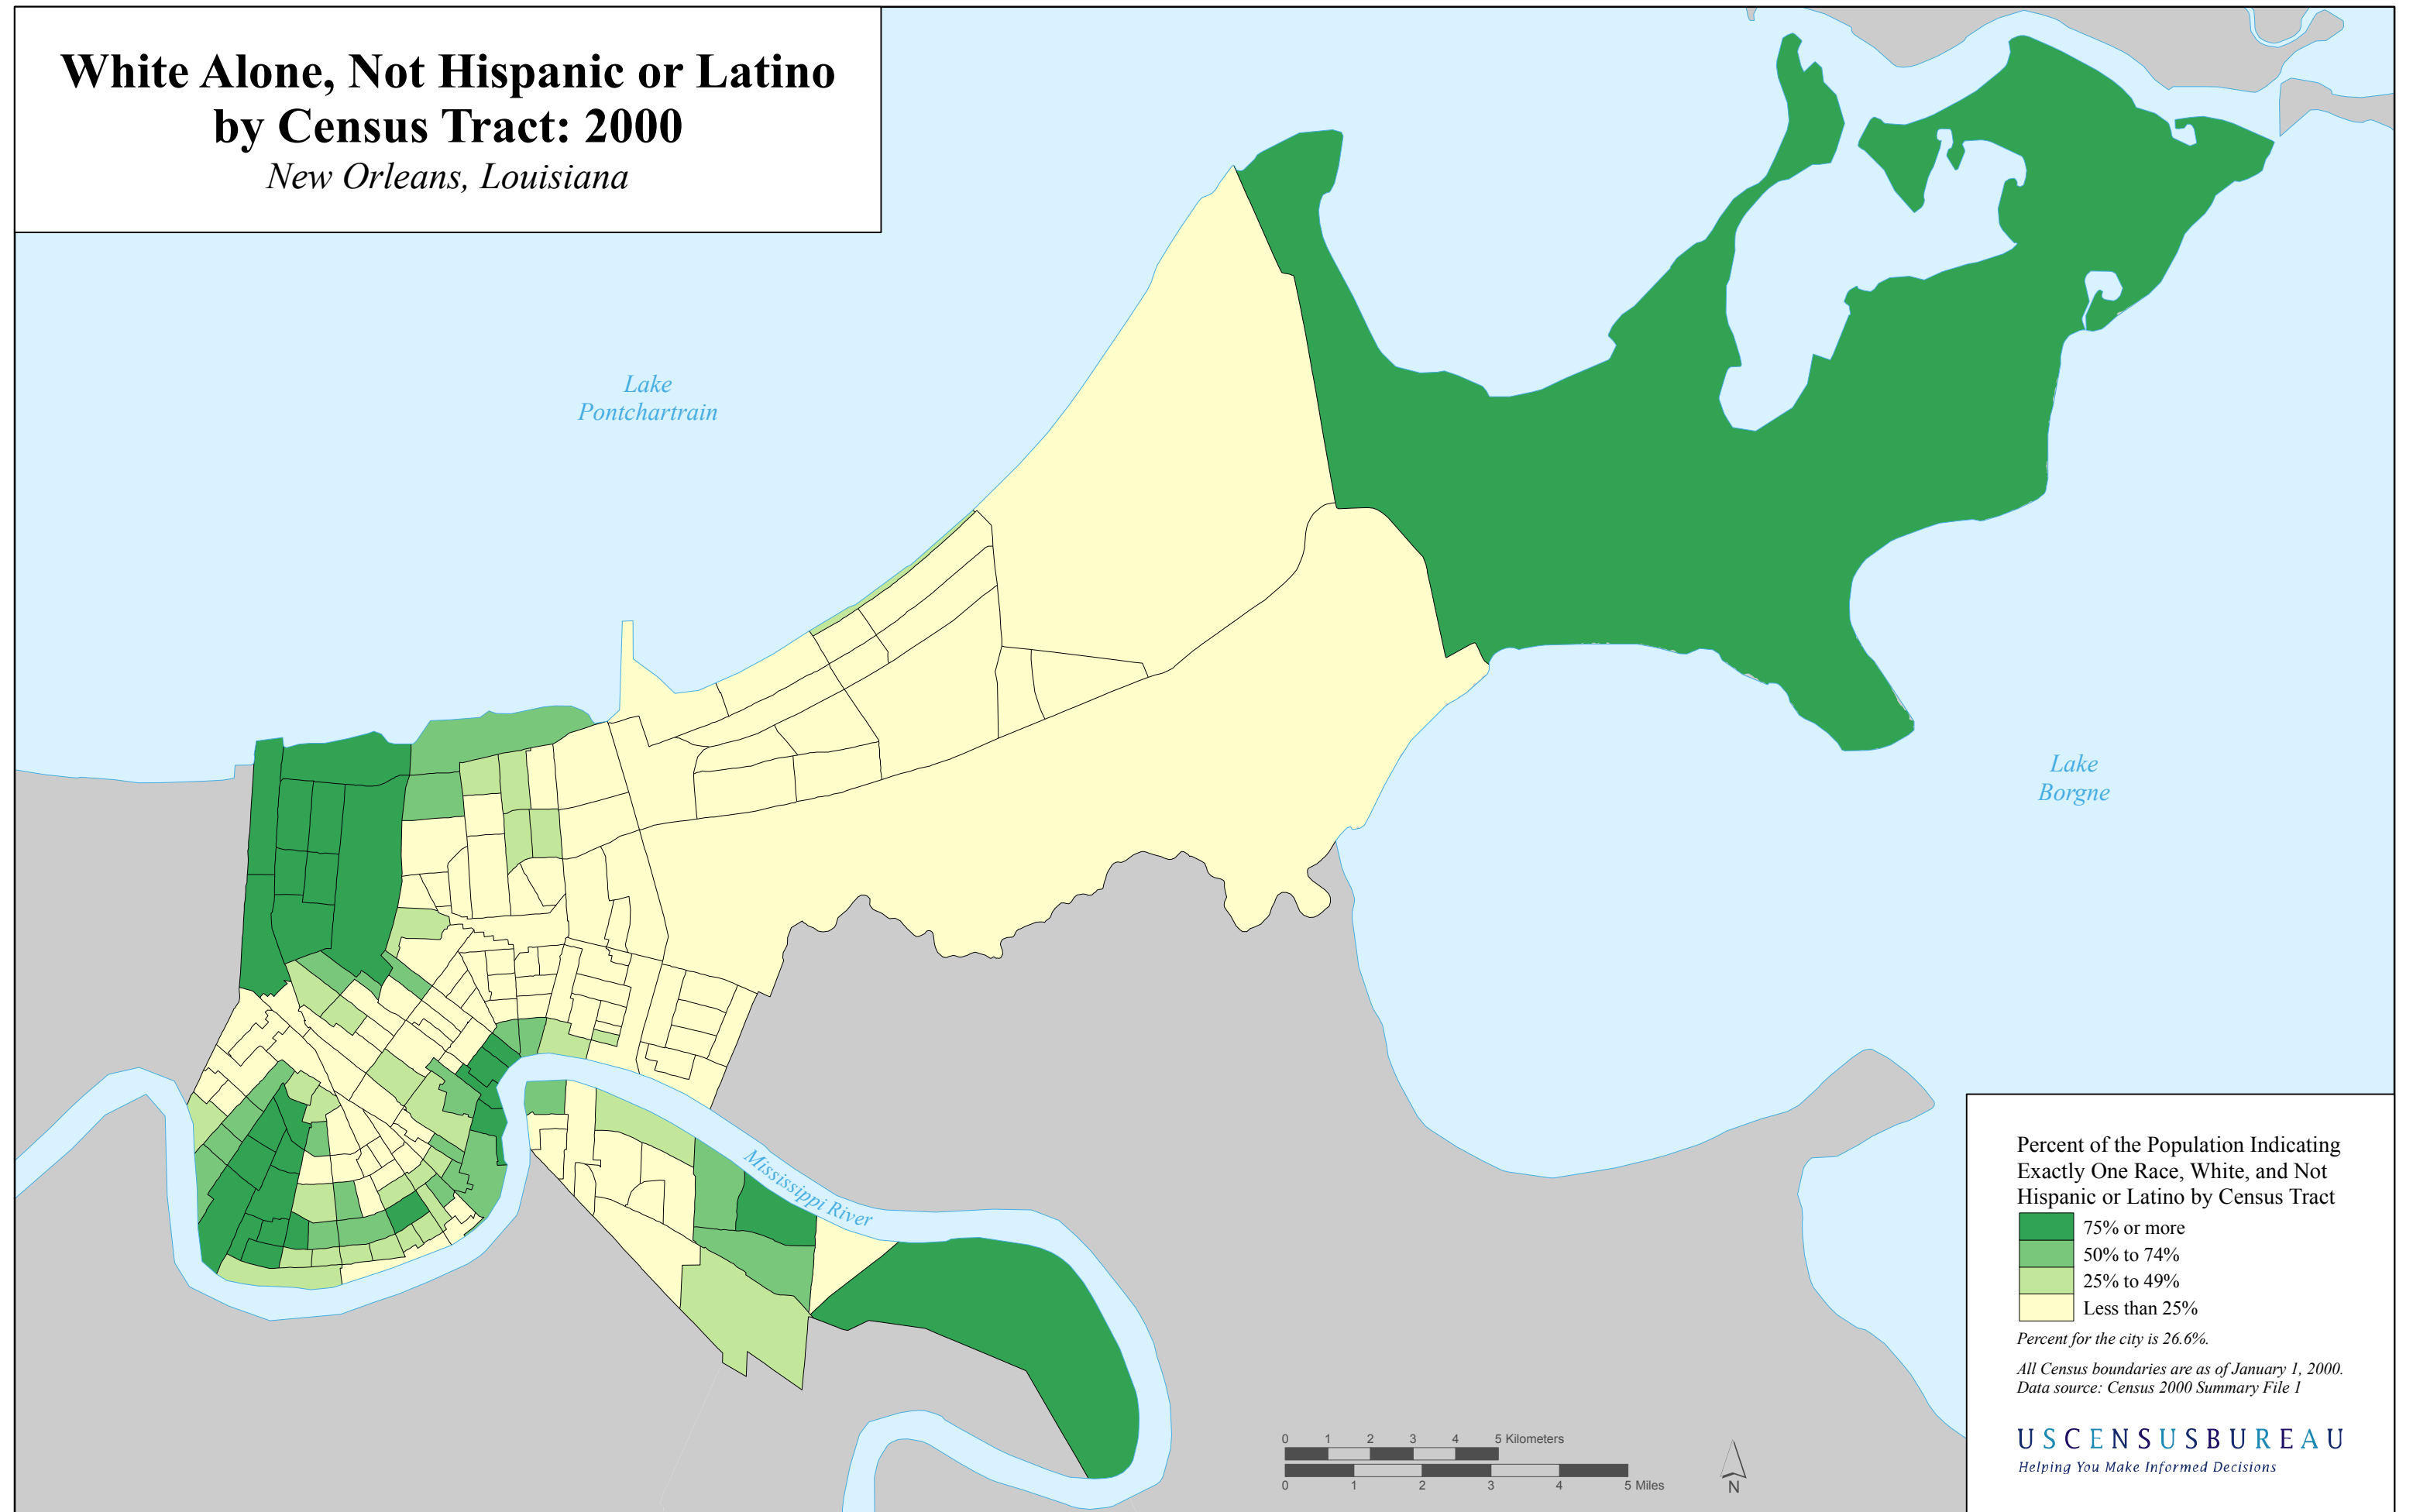 White Alone, Not Hispanic or Latino
by Census Tract: 2000
New Orleans, Louisiana
Lake
Pontchartrain
Lake
Borgne
Mississippi River
Percent of the Population Indicating
Exactly One Race, White, and Not
Hispanic or Latino by Census Tract
75% or more
50% to 74%
25% to 49%
Less than 25%
Percent for the city is 26.6%.
All Census boundaries are as of January 1, 2000.
Data source: Census 2000 Summary File 1
USCENSUSBUREAU
Helping You Make Informed Decisions
0 1 2 3 4 5 Kilometers
0 1 2 3 4 5 Miles
N